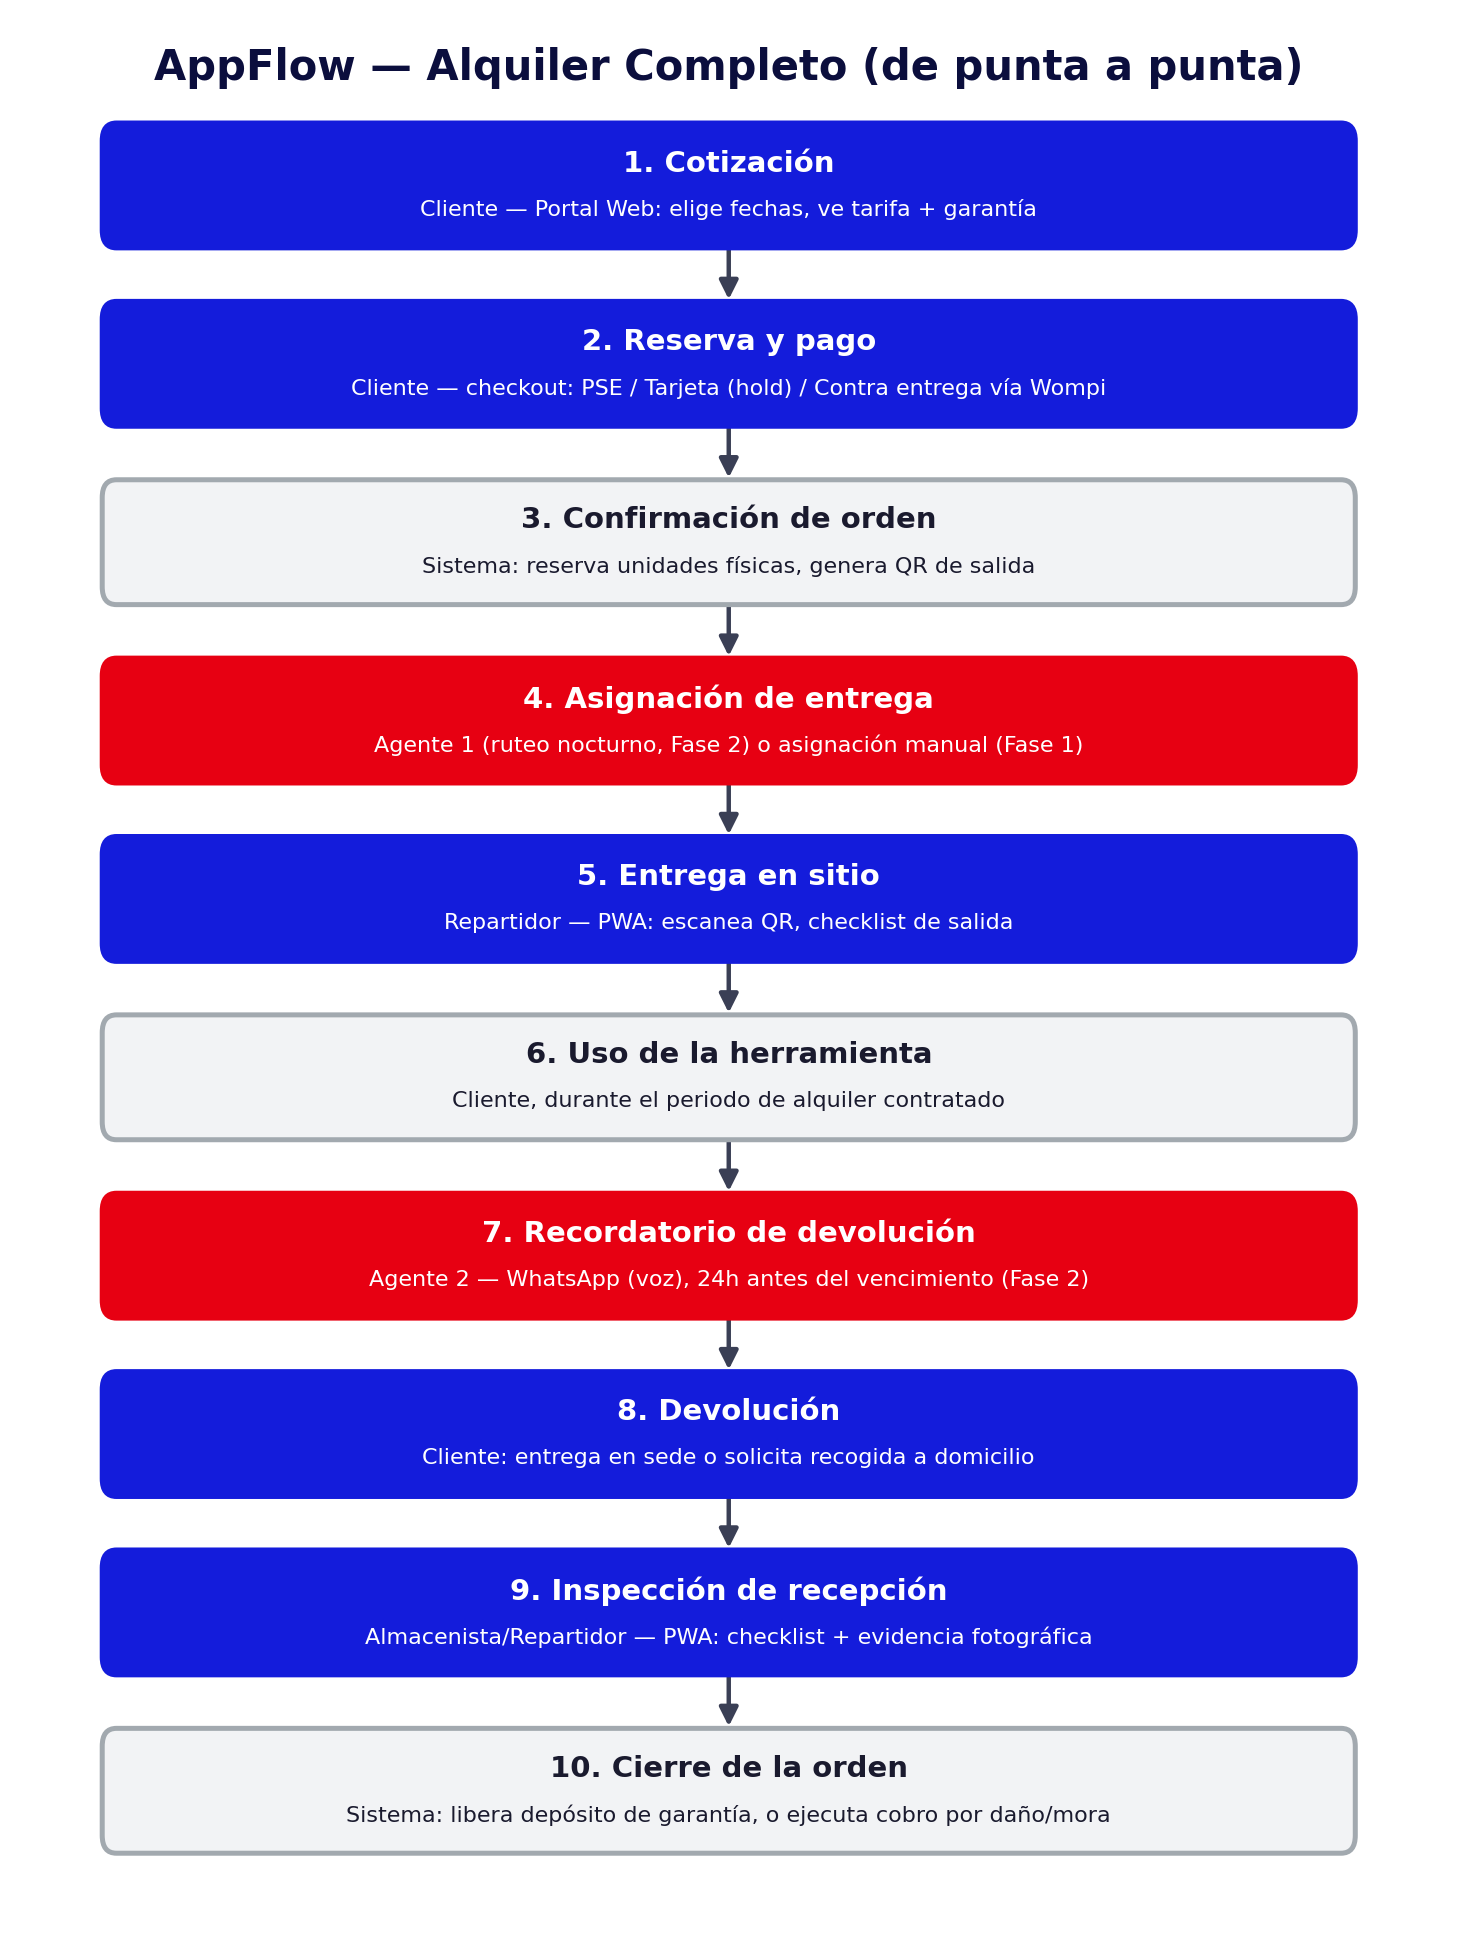 AppFlow — Alquiler Completo (de punta a punta)
1. Cotización
Cliente — Portal Web: elige fechas, ve tarifa + garantía
2. Reserva y pago
Cliente — checkout: PSE / Tarjeta (hold) / Contra entrega vía Wompi
3. Confirmación de orden
Sistema: reserva unidades físicas, genera QR de salida
4. Asignación de entrega
Agente 1 (ruteo nocturno, Fase 2) o asignación manual (Fase 1)
5. Entrega en sitio
Repartidor — PWA: escanea QR, checklist de salida
6. Uso de la herramienta
Cliente, durante el periodo de alquiler contratado
7. Recordatorio de devolución
Agente 2 — WhatsApp (voz), 24h antes del vencimiento (Fase 2)
8. Devolución
Cliente: entrega en sede o solicita recogida a domicilio
9. Inspección de recepción
Almacenista/Repartidor — PWA: checklist + evidencia fotográfica
10. Cierre de la orden
Sistema: libera depósito de garantía, o ejecuta cobro por daño/mora